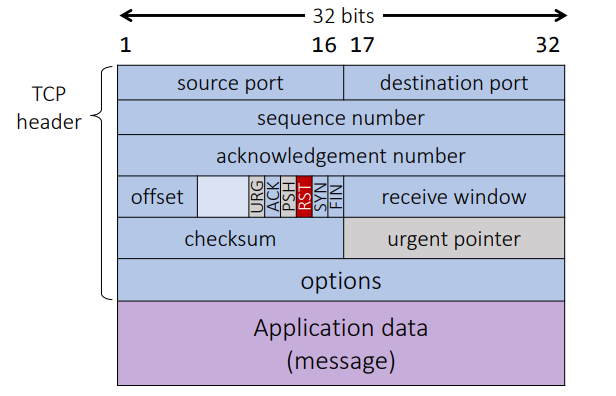 32 bits
1 16 17 32
TCP
header
source port destination port
sequence number
acknowledgement number
offset URG ACK PSH RST SYN FIN receive window
checksum urgent pointer
options
Application data
(message)